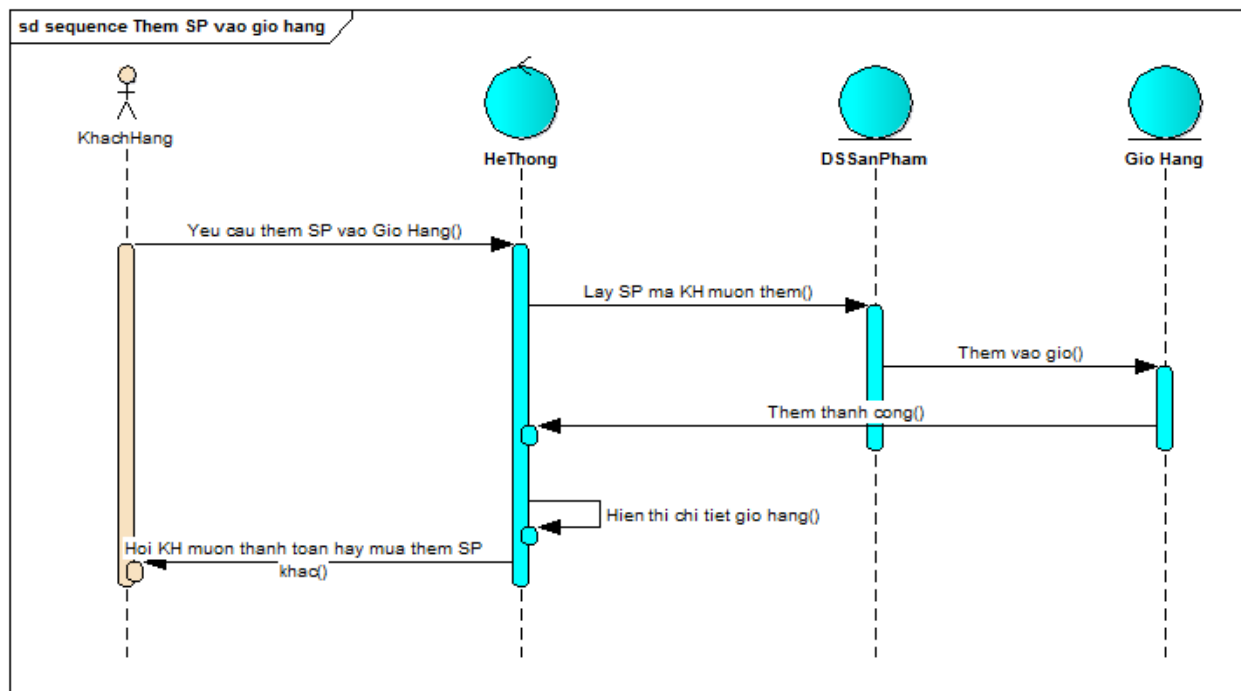 sd sequence Them SP vao gio hang
KhachHang
HeThong
DSSanPham
Gio Hang
Yeu cau them SP vao Gio Hang()
Lay SP ma KH muon them()
Them vao gio()
Them thanh cong()
Hien thi chi tiet gio hang()
Hoi KH muon thanh toan hay mua them SP
khac()